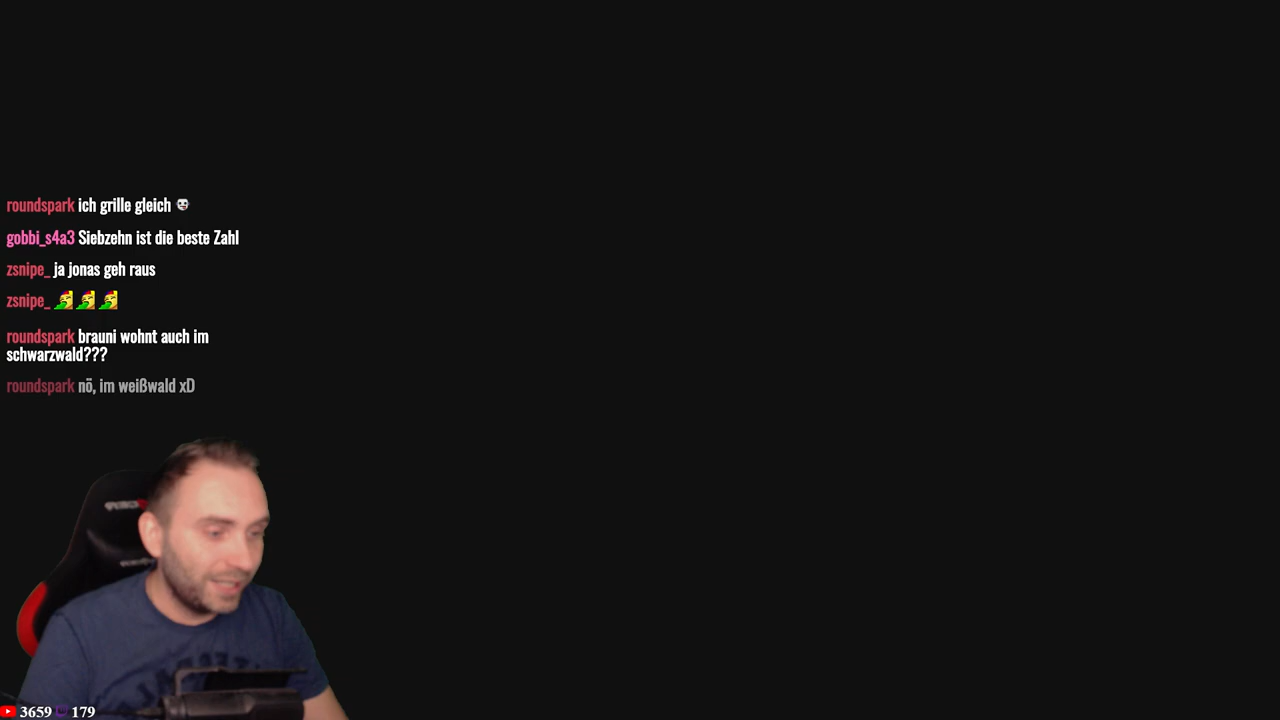 roundspark ich grille gleich
gobbi_s4a3 Siebzehn ist die beste Zahl
zsnipe_ ja jonas geh raus
zsnipe_
roundspark brauni wohnt auch im
schwarzwald???
roundspark nö, im weißwald xD
3659 179